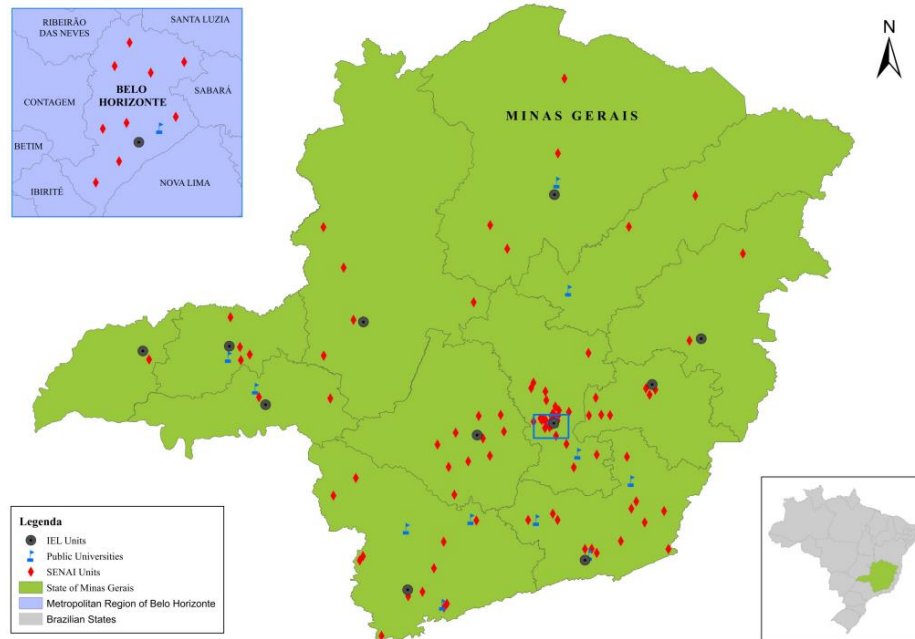 RIBEIRÃO
DAS NEVES
SANTA LUZIA
BELO
HORIZONTE
SABARÁ
CONTAGEM
BETIM
IBIRITÉ
NOVA LIMA
MINAS GERAIS
N
Legenda
IEL Units
Public Universities
SENAI Units
State of Minas Gerais
Metropolitan Region of Belo Horizonte
Brazilian States